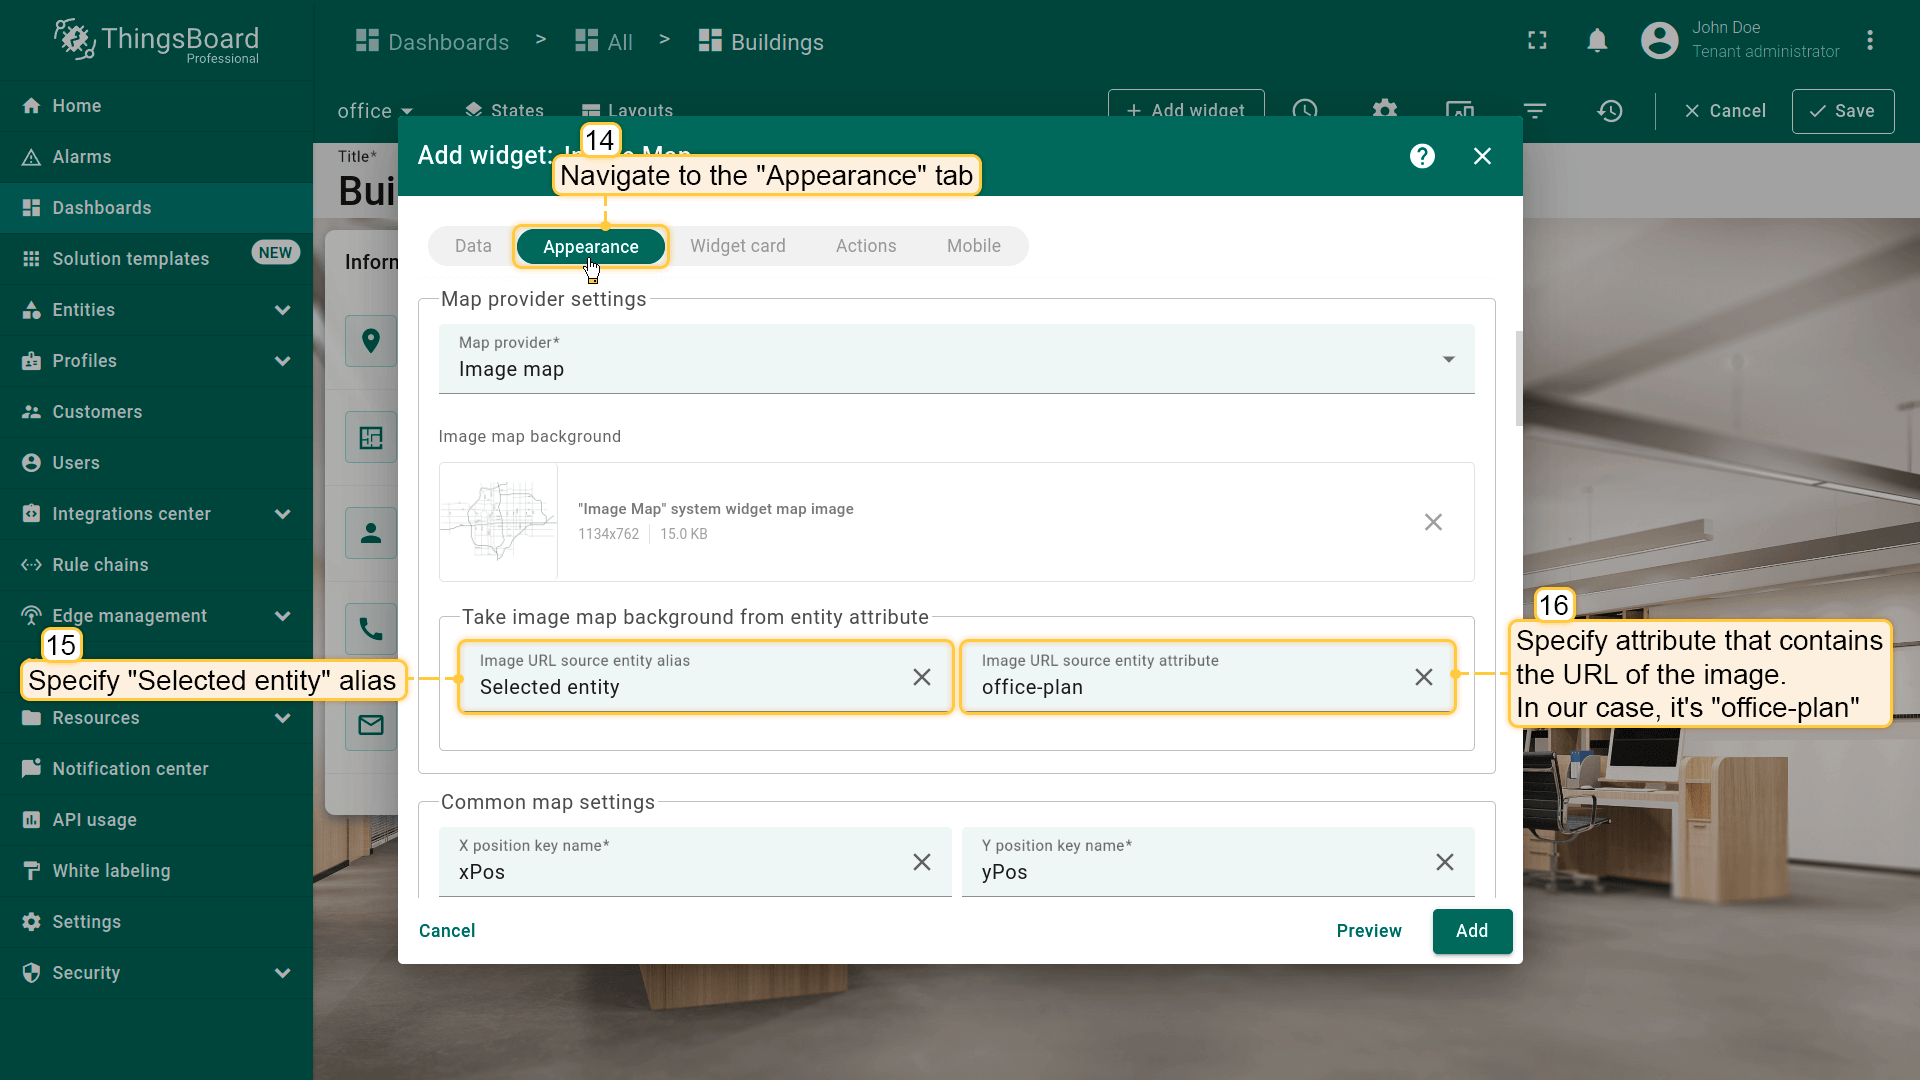 ThingsBoard
Professional
Dashboards > All > Buildings
John Doe
Tenant administrator
Home
Alarms
Dashboards
Solution templates NEW
Entities
Profiles
Customers
Users
Integrations center
Rule chains
Edge management
Resources
Notification center
API usage
White labeling
Settings
Security
office States Layouts + Add widget Cancel Save
Title*
Bui
Inform
Add widget: Image Map
14
Navigate to the "Appearance" tab
Data Appearance Widget card Actions Mobile
Map provider settings
Map provider*
Image map
Image map background
"Image Map" system widget map image
1134x762 15.0 KB
Take image map background from entity attribute
15
Specify "Selected entity" alias
Image URL source entity alias
Selected entity
Image URL source entity attribute
office-plan
16
Specify attribute that contains
the URL of the image.
In our case, it's "office-plan"
Common map settings
X position key name*
xPos
Y position key name*
yPos
Cancel Preview Add